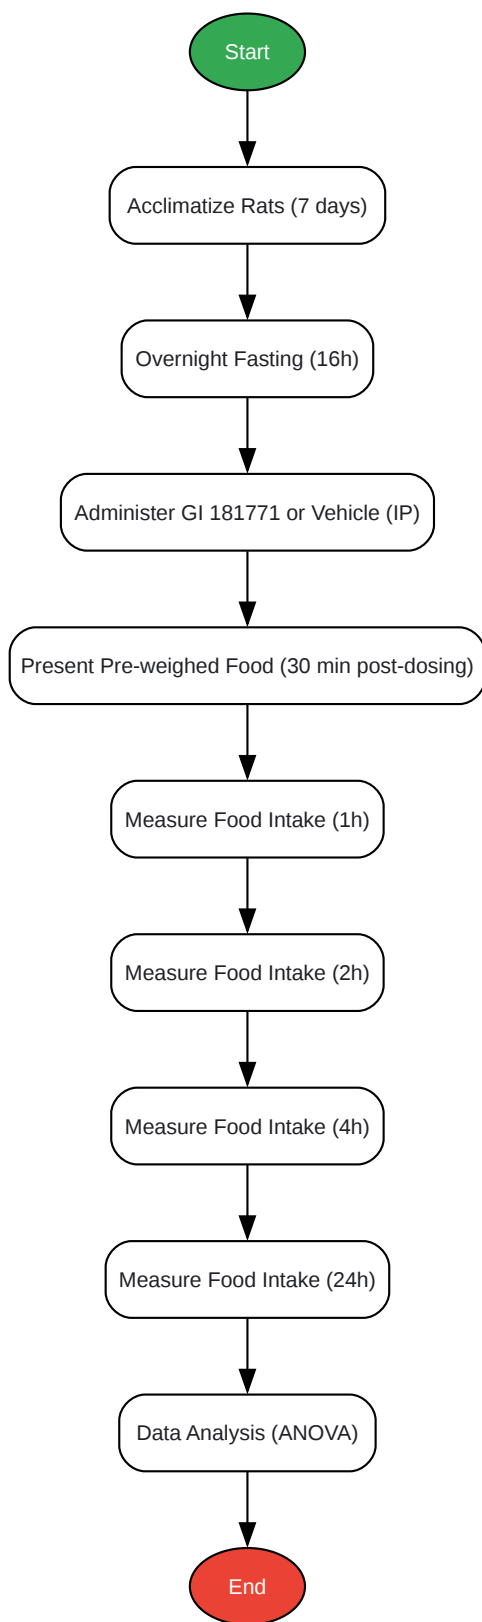 Start
Acclimatize Rats (7 days)
Overnight Fasting (16h)
Administer GI 181771 or Vehicle (IP)
Present Pre-weighed Food (30 min post-dosing)
Measure Food Intake (1h)
Measure Food Intake (2h)
Measure Food Intake (4h)
Measure Food Intake (24h)
Data Analysis (ANOVA)
End